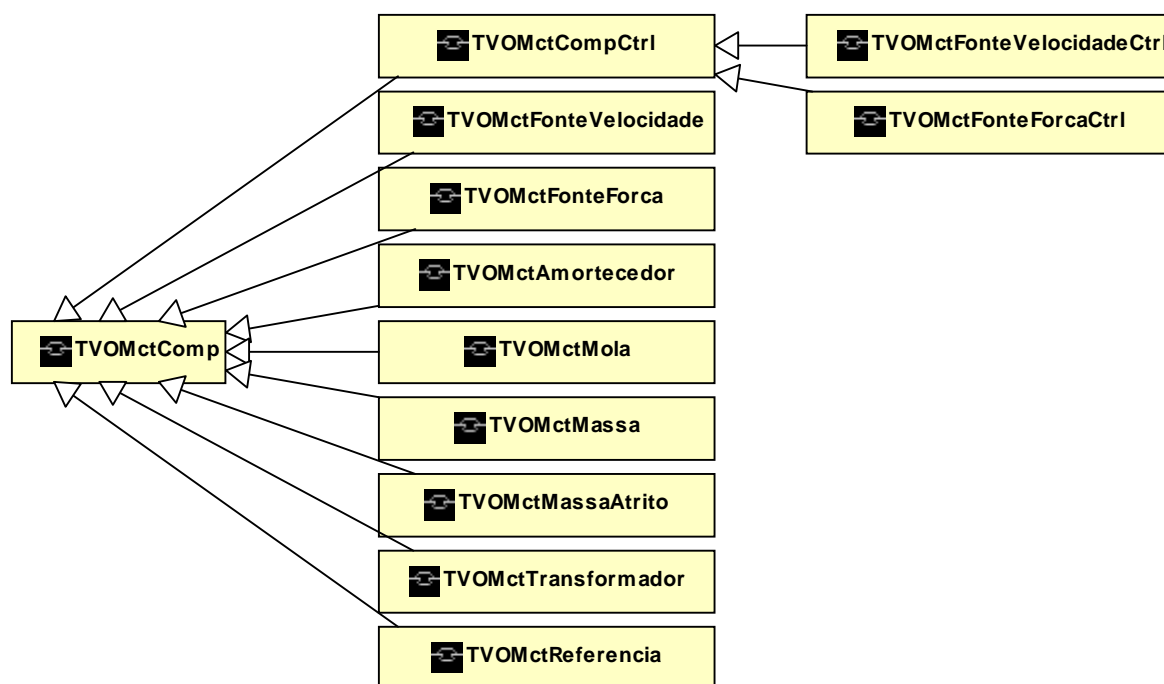 TVOMctCompCtrl
TVOMctFonteVelocidadeCtrl
TVOMctFonteVelocidade
TVOMctFonteForcaCtrl
TVOMctFonteForca
TVOMctAmortecedor
TVOMctComp
TVOMctMola
TVOMctMassa
TVOMctMassaAtrito
TVOMctTransformador
TVOMctReferencia